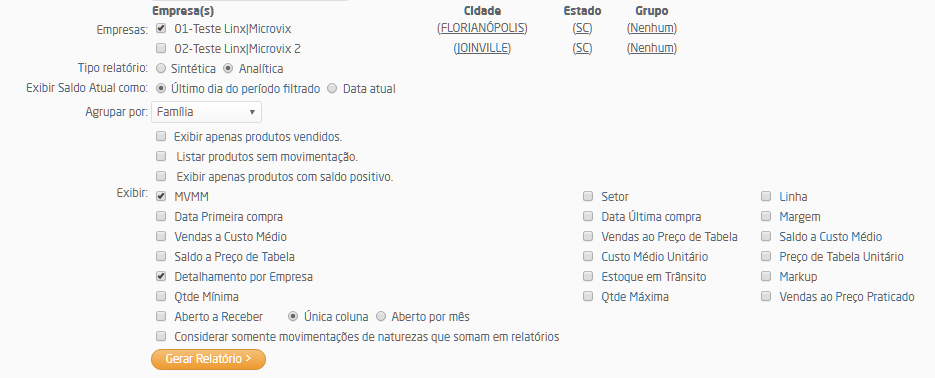 Empresa(s) Cidade Estado Grupo
Empresas: 01-Teste Linx|Microvix (FLORIANÓPOLIS) (SC) (Nenhum)
02-Teste Linx|Microvix 2 (JOINVILLE) (SC) (Nenhum)
Tipo relatório: Sintética Analítica
Exibir Saldo Atual como: Último dia do período filtrado Data atual
Agrupar por: Família
Exibir apenas produtos vendidos.
Listar produtos sem movimentação.
Exibir apenas produtos com saldo positivo.
Exibir: MVMM Setor Linha
Data Primeira compra Data Última compra Margem
Vendas a Custo Médio Vendas ao Preço de Tabela Saldo a Custo Médio
Saldo a Preço de Tabela Custo Médio Unitário Preço de Tabela Unitário
Detalhamento por Empresa Estoque em Trânsito Markup
Qtde Mínima Qtde Máxima Vendas ao Preço Praticado
Aberto a Receber Única coluna Aberto por mês
Considerar somente movimentações de naturezas que somam em relatórios
Gerar Relatório >